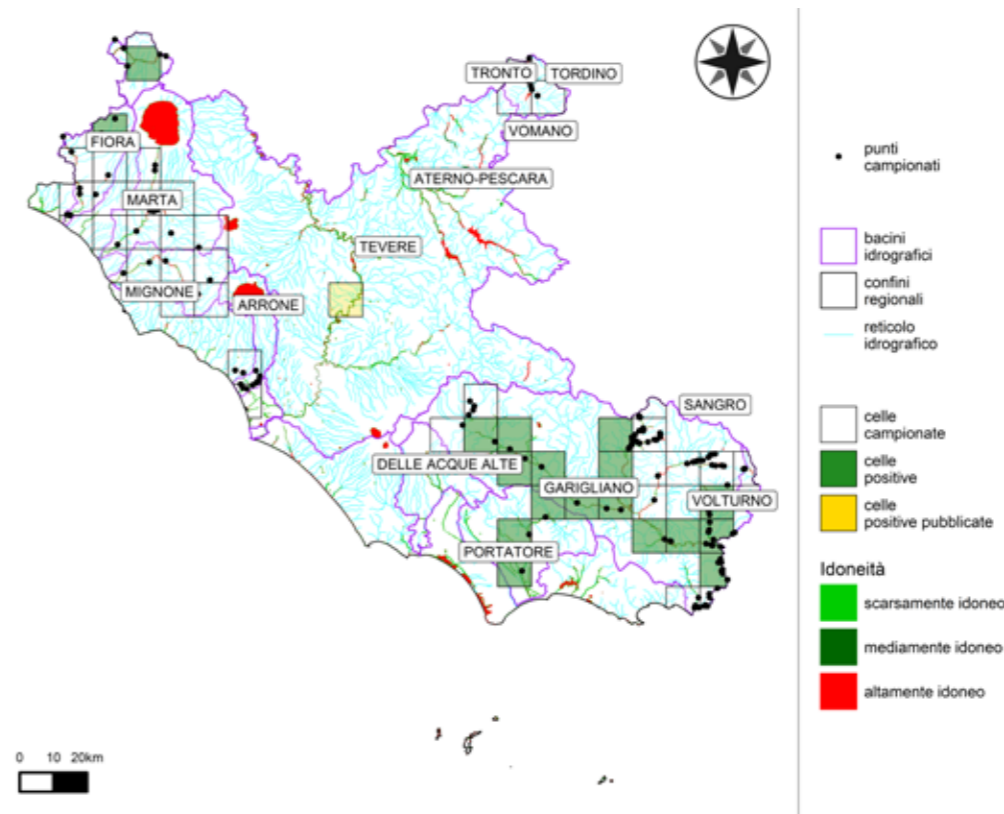 TRONTO
TORDINO
VOMANO
FIORA
ATERNO-PESCARA
MARTA
TEVERE
MIGNONE
ARRONE
SANGRO
DELLE ACQUE ALTE
GARIGLIANO
VOLTURNO
PORTATORE
0 10 20km
punti
campionati
bacini
idrografici
confini
regionali
reticolo
idrografico
celle
campionate
celle
positive
celle
positive pubblicate
Idoneità
scarsamente idoneo
mediamente idoneo
altamente idoneo